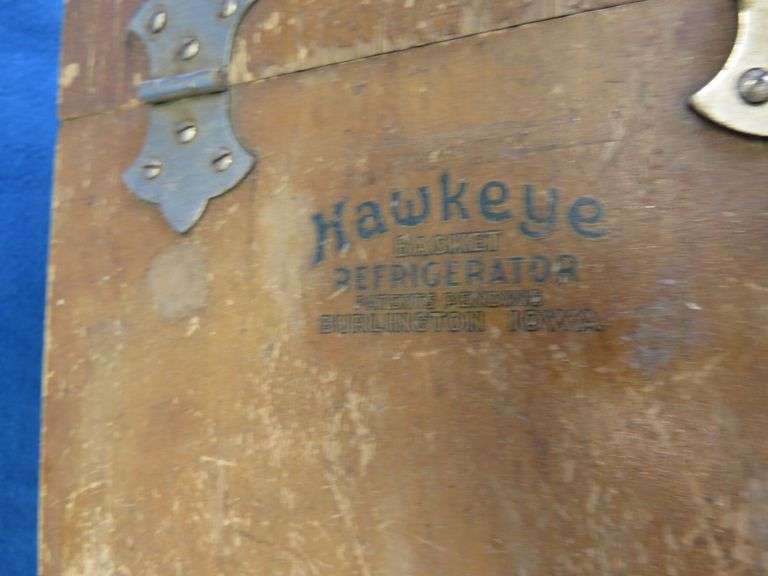 Hawkeye
BASKET
REFRIGERATOR
PATENTS PENDING
BURLINGTON IOWA